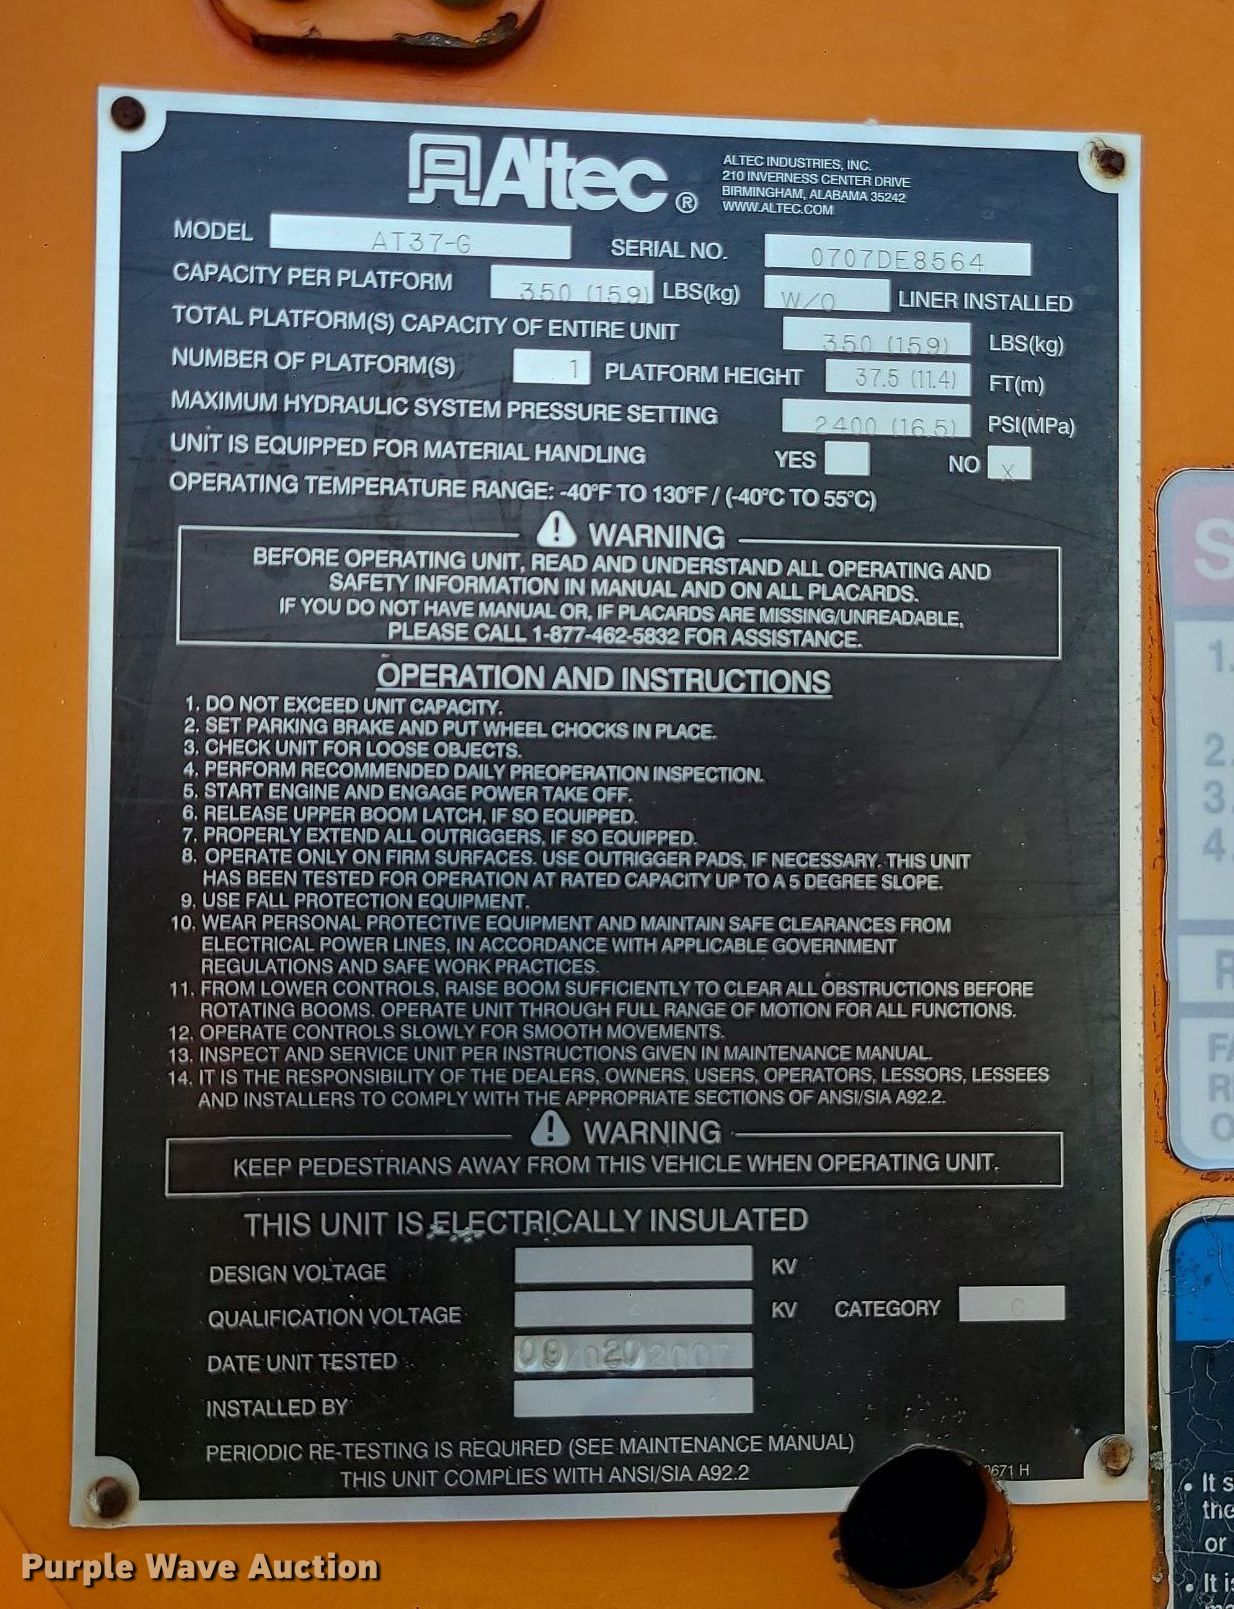 Altec®
ALTEC INDUSTRIES, INC.
210 INVERNESS CENTER DRIVE
BIRMINGHAM, ALABAMA 35242
WWW.ALTEC.COM
MODEL AT37-G SERIAL NO. 0707DE8564
CAPACITY PER PLATFORM 350 (159) LBS(kg) W/O LINER INSTALLED
TOTAL PLATFORM(S) CAPACITY OF ENTIRE UNIT 350 (159) LBS(kg)
NUMBER OF PLATFORM(S) 1 PLATFORM HEIGHT 37.5 (11.4) FT(m)
MAXIMUM HYDRAULIC SYSTEM PRESSURE SETTING 2400 (16.5) PSI(MPa)
UNIT IS EQUIPPED FOR MATERIAL HANDLING YES NO X
OPERATING TEMPERATURE RANGE: -40°F TO 130°F / (-40°C TO 55°C)
WARNING
BEFORE OPERATING UNIT, READ AND UNDERSTAND ALL OPERATING AND
SAFETY INFORMATION IN MANUAL AND ON ALL PLACARDS.
IF YOU DO NOT HAVE MANUAL OR, IF PLACARDS ARE MISSING/UNREADABLE,
PLEASE CALL 1-877-462-5832 FOR ASSISTANCE.
OPERATION AND INSTRUCTIONS
1. DO NOT EXCEED UNIT CAPACITY.
2. SET PARKING BRAKE AND PUT WHEEL CHOCKS IN PLACE.
3. CHECK UNIT FOR LOOSE OBJECTS.
4. PERFORM RECOMMENDED DAILY PREOPERATION INSPECTION.
5. START ENGINE AND ENGAGE POWER TAKE OFF.
6. RELEASE UPPER BOOM LATCH, IF SO EQUIPPED.
7. PROPERLY EXTEND ALL OUTRIGGERS, IF SO EQUIPPED.
8. OPERATE ONLY ON FIRM SURFACES. USE OUTRIGGER PADS, IF NECESSARY. THIS UNIT
HAS BEEN TESTED FOR OPERATION AT RATED CAPACITY UP TO A 5 DEGREE SLOPE.
9. USE FALL PROTECTION EQUIPMENT.
10. WEAR PERSONAL PROTECTIVE EQUIPMENT AND MAINTAIN SAFE CLEARANCES FROM
ELECTRICAL POWER LINES, IN ACCORDANCE WITH APPLICABLE GOVERNMENT
REGULATIONS AND SAFE WORK PRACTICES.
11. FROM LOWER CONTROLS, RAISE BOOM SUFFICIENTLY TO CLEAR ALL OBSTRUCTIONS BEFORE
ROTATING BOOMS. OPERATE UNIT THROUGH FULL RANGE OF MOTION FOR ALL FUNCTIONS.
12. OPERATE CONTROLS SLOWLY FOR SMOOTH MOVEMENTS.
13. INSPECT AND SERVICE UNIT PER INSTRUCTIONS GIVEN IN MAINTENANCE MANUAL.
14. IT IS THE RESPONSIBILITY OF THE DEALERS, OWNERS, USERS, OPERATORS, LESSORS, LESSEES
AND INSTALLERS TO COMPLY WITH THE APPROPRIATE SECTIONS OF ANSI/SIA A92.2.
WARNING
KEEP PEDESTRIANS AWAY FROM THIS VEHICLE WHEN OPERATING UNIT.
THIS UNIT IS ELECTRICALLY INSULATED
DESIGN VOLTAGE KV
QUALIFICATION VOLTAGE KV CATEGORY C
DATE UNIT TESTED
INSTALLED BY
PERIODIC RE-TESTING IS REQUIRED (SEE MAINTENANCE MANUAL)
THIS UNIT COMPLIES WITH ANSI/SIA A92.2
0671 H
1.
2.
3.
4.
• It
or
• It
Purple Wave Auction